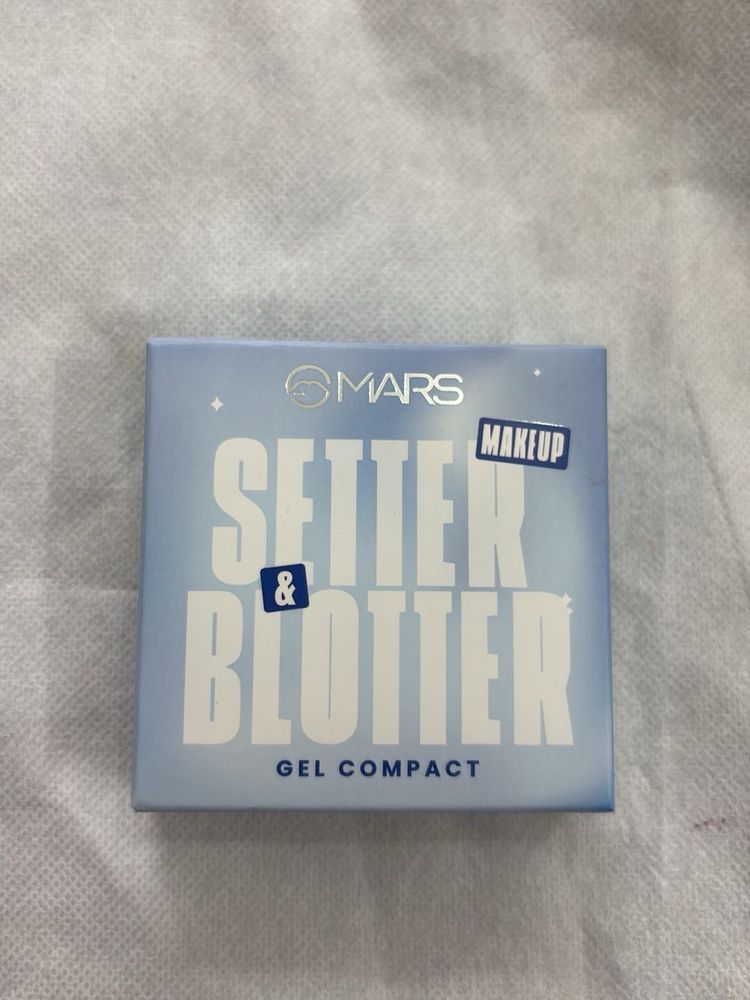 MARS
MAKEUP
SETTER
&
BLOTTER
GEL COMPACT